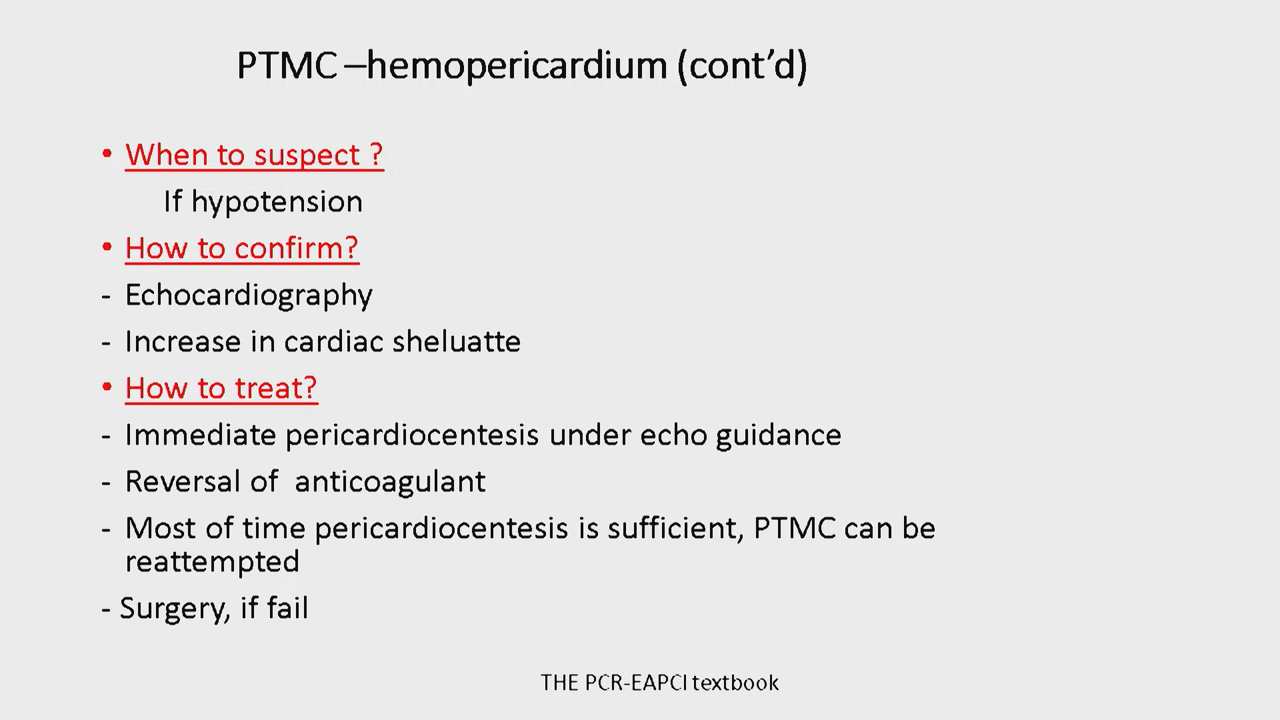 PTMC –hemopericardium (cont’d)
• When to suspect ?
If hypotension
• How to confirm?
- Echocardiography
- Increase in cardiac sheluatte
• How to treat?
- Immediate pericardiocentesis under echo guidance
- Reversal of anticoagulant
- Most of time pericardiocentesis is sufficient, PTMC can be
reattempted
- Surgery, if fail
THE PCR-EAPCI textbook